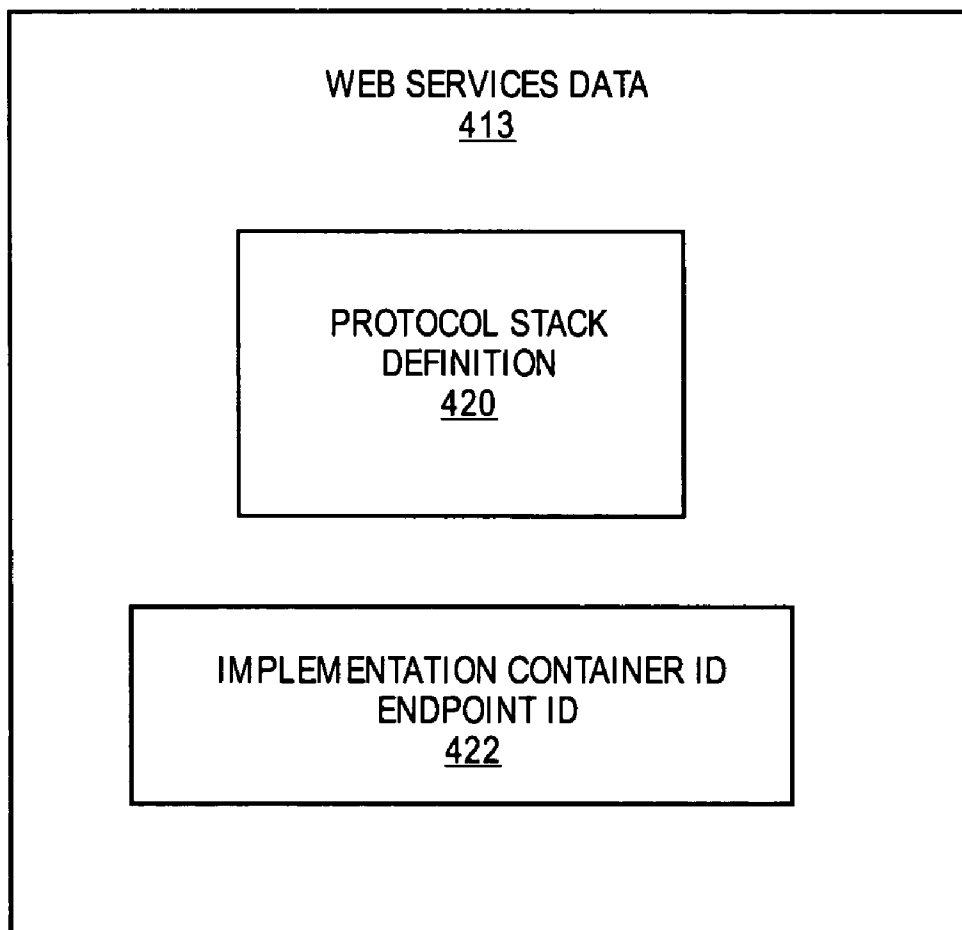 WEB SERVICES DATA
413
PROTOCOL STACK
DEFINITION
420
IMPLEMENTATION CONTAINER ID
ENDPOINT ID
422